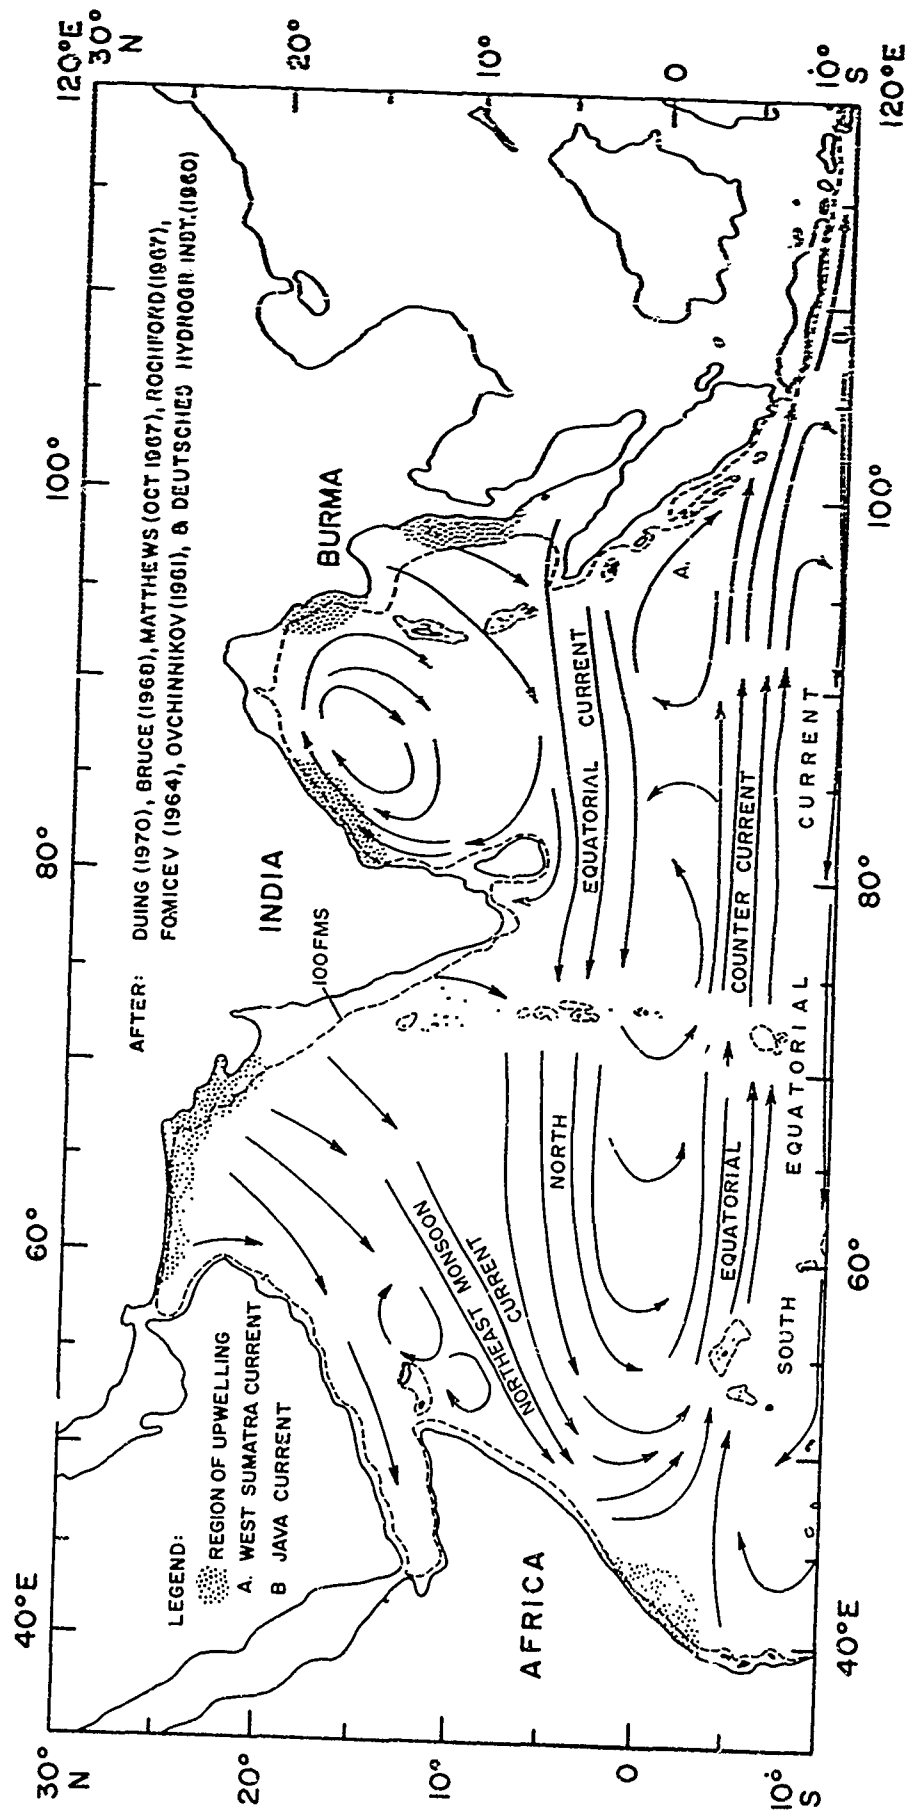 40°E
60°
80°
100°
120°E
30°
N
20°
10°
0
10°
S
30°
N
20°
10°
0
10°
S
40°E
60°
80°
100°
120°E
AFTER: DUING (1970), BRUCE (1968), MATTHEWS (OCT 1967), ROCHFORD (1967),
FOMICEV (1964), OVCHINNIKOV (1961), & DEUTSCHES HYDROGR. INST. (1960)
LEGEND:
REGION OF UPWELLING
A. WEST SUMATRA CURRENT
B JAVA CURRENT
INDIA
BURMA
100FMS
AFRICA
NORTHEAST MONSOON
CURRENT
NORTH
EQUATORIAL
CURRENT
A.
EQUATORIAL
COUNTER CURRENT
SOUTH
EQUATORIAL
CURRENT